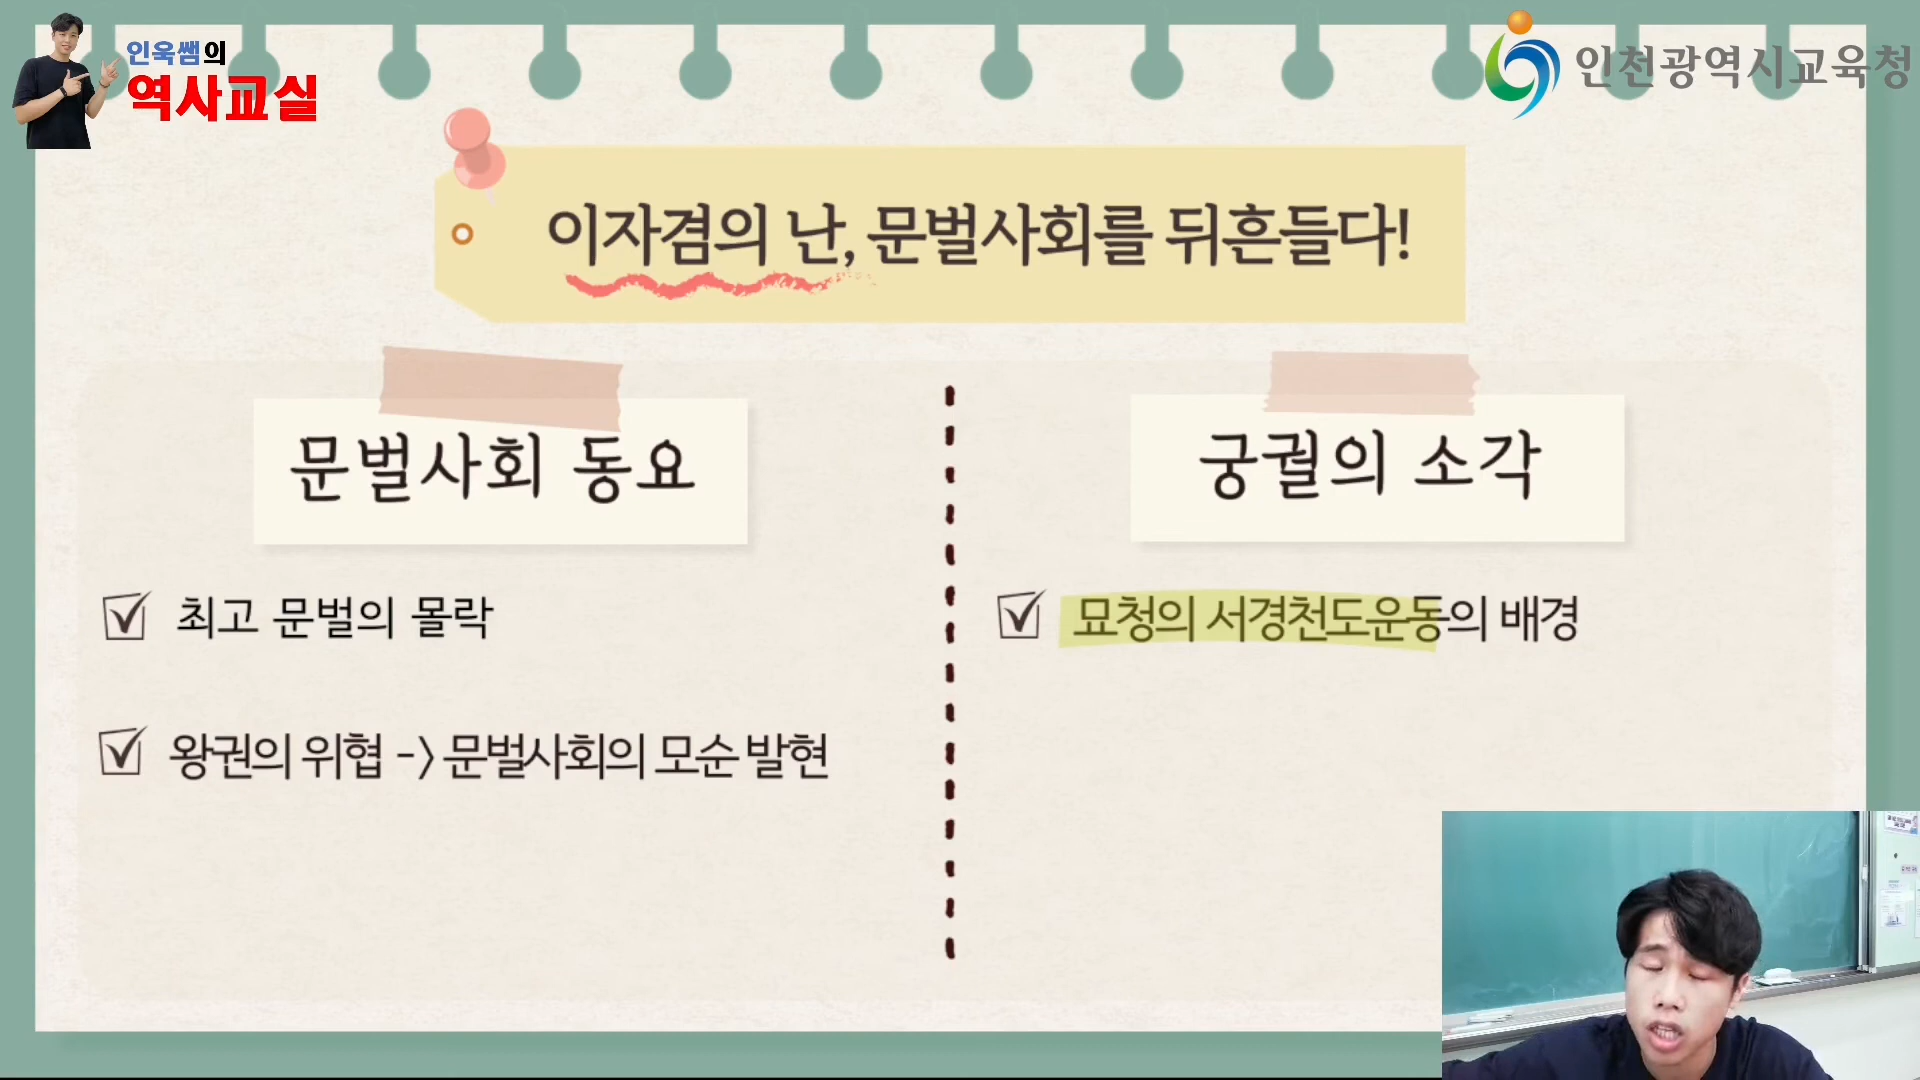 인욱쌤의
역사교실
인천광역시교육청
이자겸의 난, 문벌사회를 뒤흔들다!
문벌사회 동요
궁궐의 소각
최고 문벌의 몰락
묘청의 서경천도운동의 배경
왕권의 위협 -> 문벌사회의 모순 발현